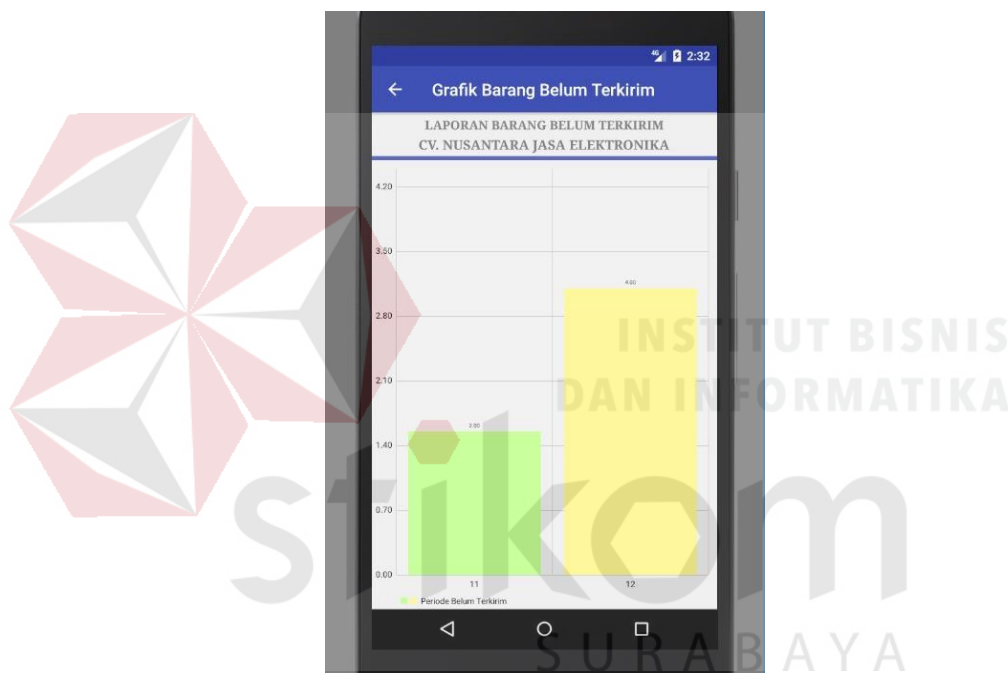 4G 2:32
Grafik Barang Belum Terkirim
LAPORAN BARANG BELUM TERKIRIM
CV. NUSANTARA JASA ELEKTRONIKA
4.20
3.50
2.80
2.10
1.40
0.70
0.00
11
12
Periode Belum Terkirim
INSTITUT BISNIS
DAN INFORMATIKA
stikom
SURABAYA